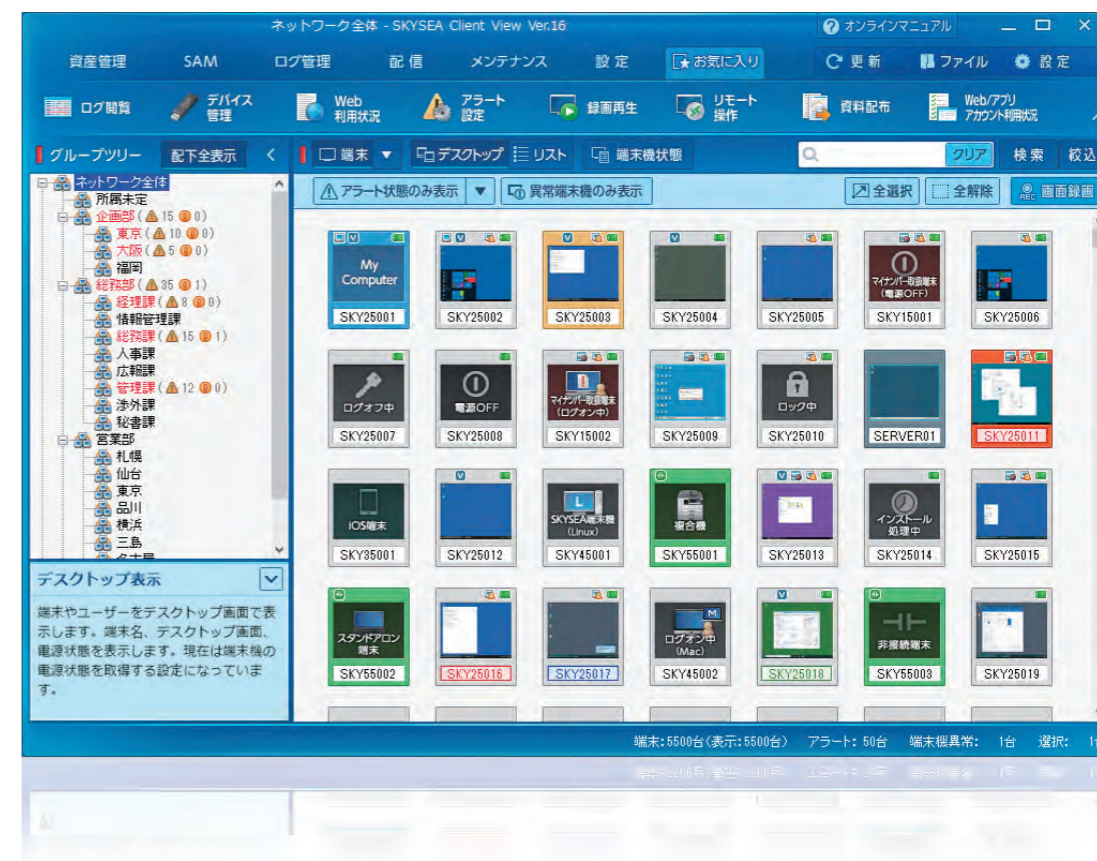 ネットワーク全体 - SKYSEA Client View Ver.16
オンラインマニュアル
資産管理 SAM ログ管理 配信 メンテナンス 設定 お気に入り 更新 ファイル 設定
ログ閲覧 デバイス管理 Web利用状況 アラート設定 録画再生 リモート操作 資料配布 Web/アプリアカウント利用状況
グループツリー 配下全表示 端末 デスクトップ リスト 端末機状態 クリア 検索 絞込
アラート状態のみ表示 異常端末機のみ表示 全選択 全解除 REC 画面録画
ネットワーク全体
所属未定
企画部 (15 0)
東京 (10 0)
大阪 (5 0)
福岡
総務部 (35 1)
経理課 (8 0)
情報管理課
総務課 (15 1)
人事課
広報課
管理課 (12 0)
渉外課
秘書課
営業部
札幌
仙台
東京
品川
横浜
三島
名古屋
デスクトップ表示
端末やユーザーをデスクトップ画面で表
示します。端末名、デスクトップ画面、
電源状態を表示します。現在は端末機の
電源状態を取得する設定になっていま
す。
My Computer
マイナンバー取扱端末
(電源OFF)
SKY25001 SKY25002 SKY25003 SKY25004 SKY25005 SKY15001 SKY25006
ログオフ中 電源OFF マイナンバー取扱端末
(ログオン中) ロック中
SKY25007 SKY25008 SKY15002 SKY25009 SKY25010 SERVER01 SKY25011
iOS端末 SKYSEA端末機
(Linux) 複合機 インストール
処理中
SKY35001 SKY25012 SKY45001 SKY55001 SKY25013 SKY25014 SKY25015
スタンドアロン
端末 ログオン中
(Mac) 非接続端末
SKY55002 SKY25016 SKY25017 SKY45002 SKY25018 SKY55003 SKY25019
端末:5500台(表示:5500台) アラート: 50台 端末機異常: 1台 選択: 1台